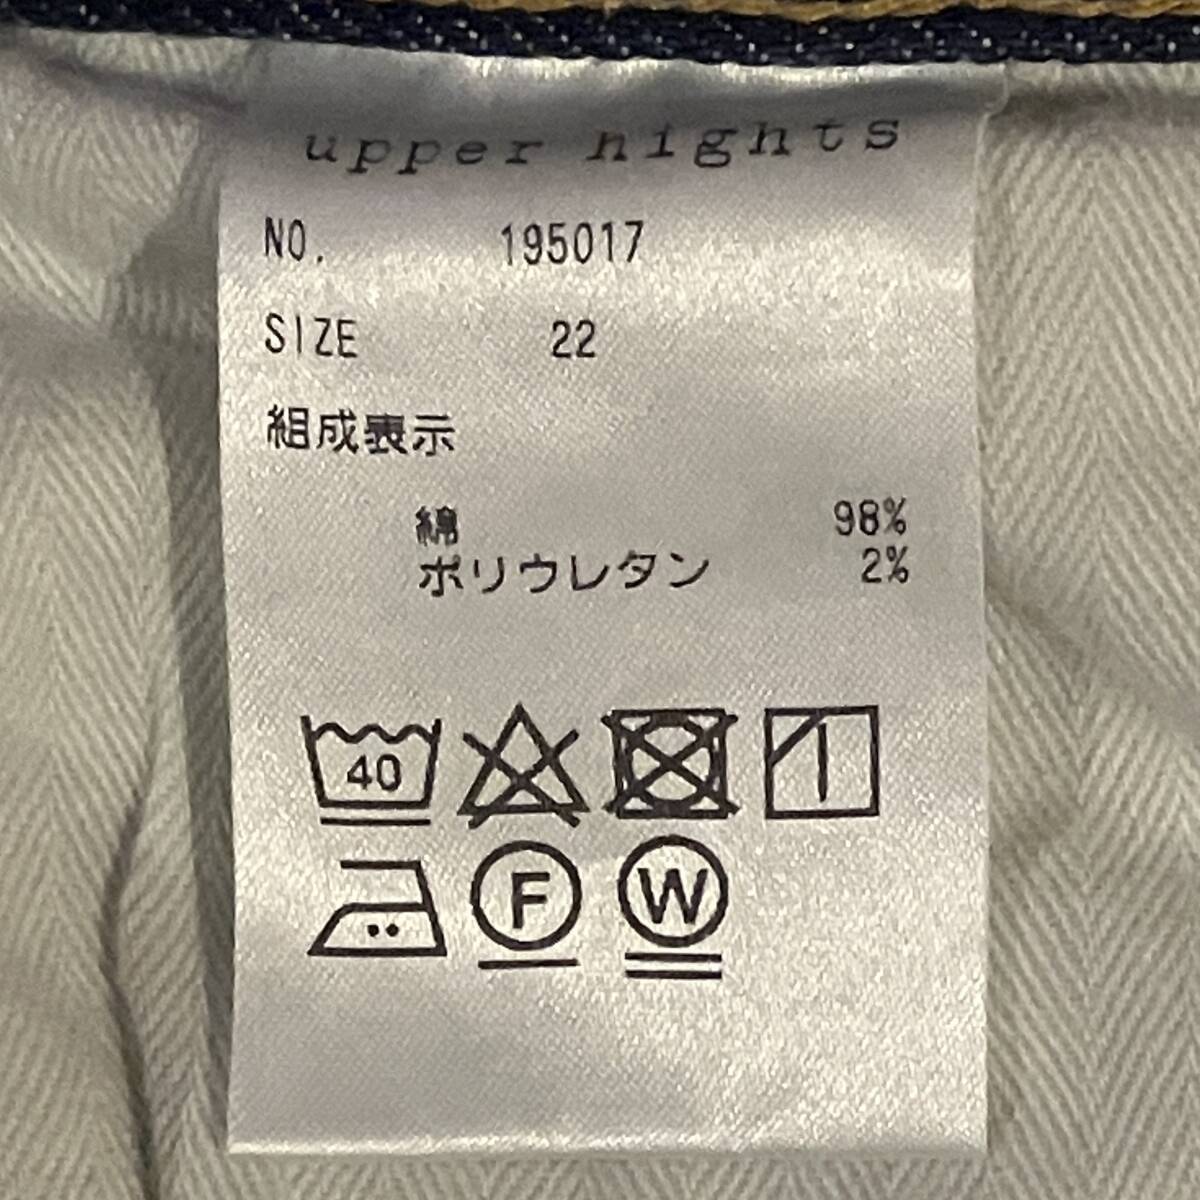 upper hights
NO. 195017
SIZE 22
組成表示
綿 98%
ポリウレタン 2%
40
F W